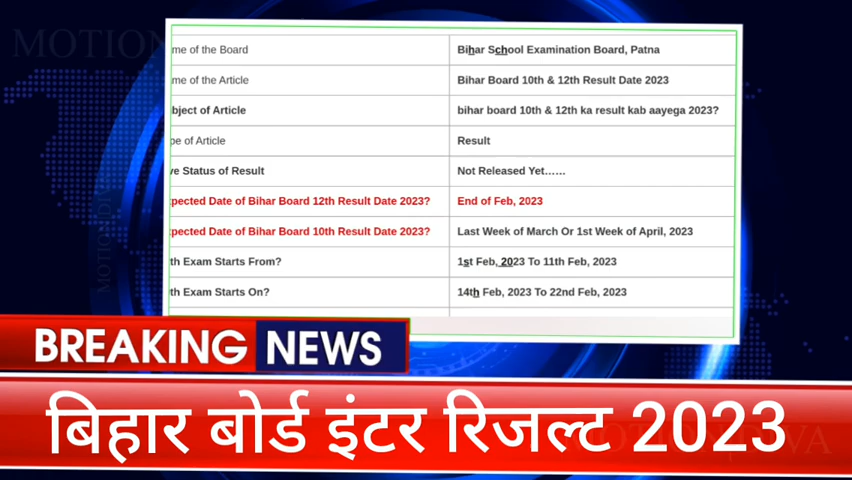 MOTION
me of the Board Bihar School Examination Board, Patna
me of the Article Bihar Board 10th & 12th Result Date 2023
bject of Article bihar board 10th & 12th ka result kab aayega 2023?
pe of Article Result
ve Status of Result Not Released Yet......
pected Date of Bihar Board 12th Result Date 2023? End of Feb, 2023
pected Date of Bihar Board 10th Result Date 2023? Last Week of March Or 1st Week of April, 2023
th Exam Starts From? 1st Feb, 2023 To 11th Feb, 2023
th Exam Starts On? 14th Feb, 2023 To 22nd Feb, 2023
BREAKING NEWS
बिहार बोर्ड इंटर रिजल्ट 2023